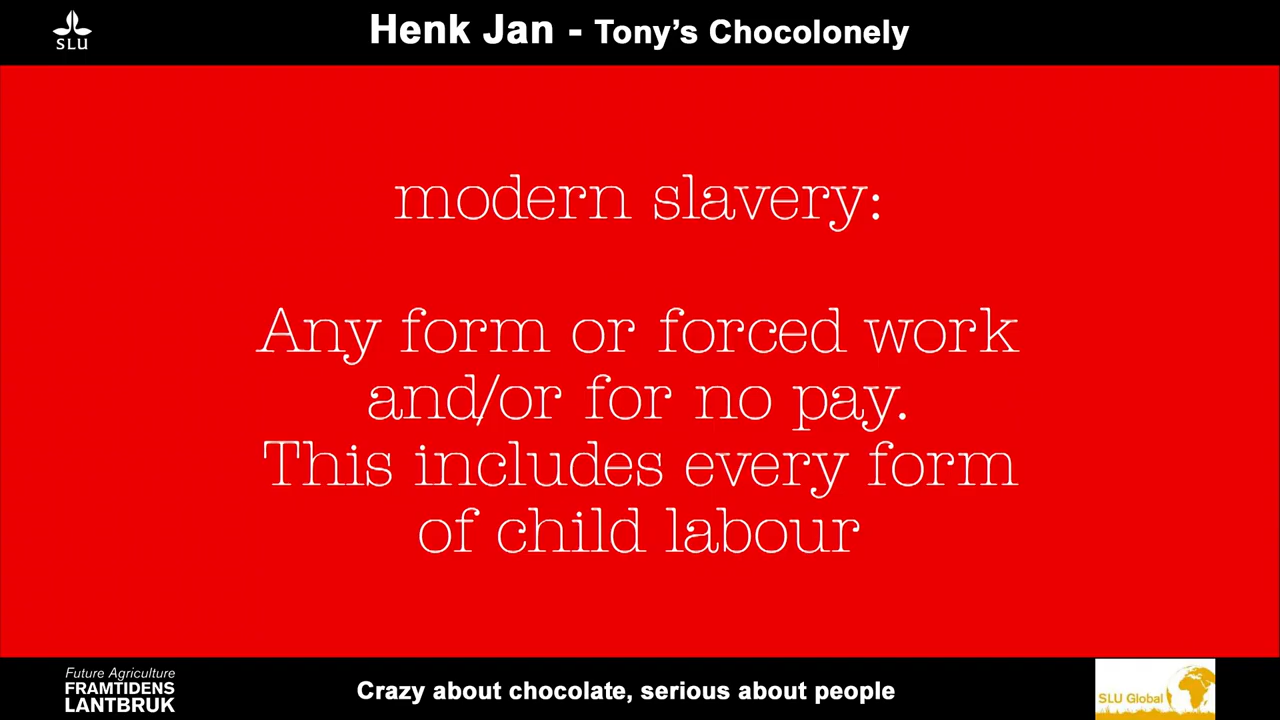 SLU
Henk Jan - Tony's Chocolonely
modern slavery:
Any form or forced work
and/or for no pay.
This includes every form
of child labour
Future Agriculture
FRAMTIDENS
LANTBRUK
Crazy about chocolate, serious about people
SLU Global